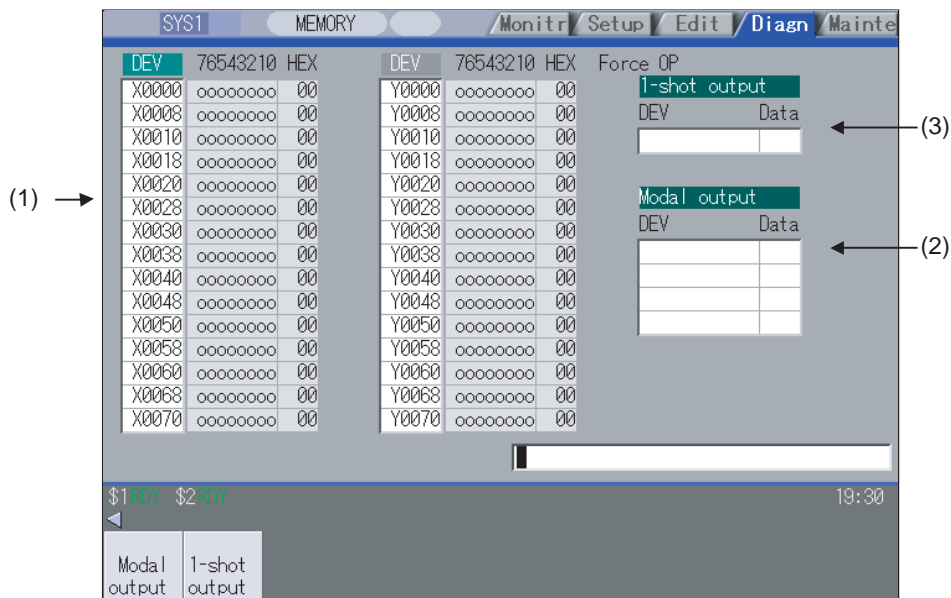 SYS1 MEMORY Monitr Setup Edit Diagn Mainte
DEV 76543210 HEX DEV 76543210 HEX Force OP
X0000 oooooooo 00 Y0000 oooooooo 00 1-shot output
X0008 oooooooo 00 Y0008 oooooooo 00 DEV Data
X0010 oooooooo 00 Y0010 oooooooo 00 (3)
X0018 oooooooo 00 Y0018 oooooooo 00
X0020 oooooooo 00 Y0020 oooooooo 00 Modal output
(1) X0028 oooooooo 00 Y0028 oooooooo 00
X0030 oooooooo 00 Y0030 oooooooo 00 DEV Data
X0038 oooooooo 00 Y0038 oooooooo 00 (2)
X0040 oooooooo 00 Y0040 oooooooo 00
X0048 oooooooo 00 Y0048 oooooooo 00
X0050 oooooooo 00 Y0050 oooooooo 00
X0058 oooooooo 00 Y0058 oooooooo 00
X0060 oooooooo 00 Y0060 oooooooo 00
X0068 oooooooo 00 Y0068 oooooooo 00
X0070 oooooooo 00 Y0070 oooooooo 00
$1RDY $2RDY 19:30
Modal 1-shot
output output